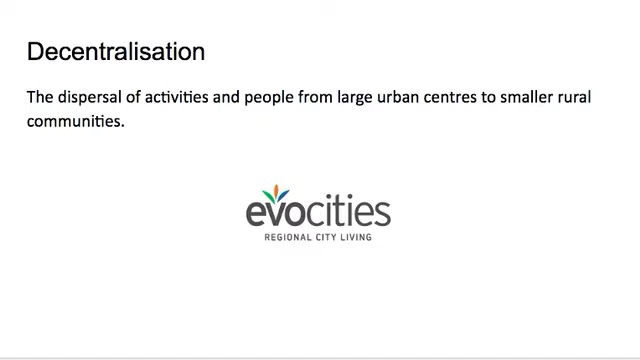 Decentralisation
The dispersal of activities and people from large urban centres to smaller rural
communities.
evocities
REGIONAL CITY LIVING